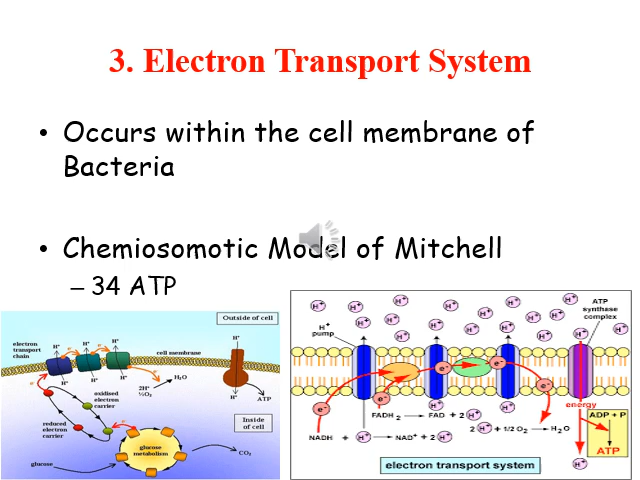 3. Electron Transport System
• Occurs within the cell membrane of
Bacteria
• Chemiosomotic Model of Mitchell
– 34 ATP
Outside of cell
electron
transport
chain
H⁺
H⁺
H⁺
H⁺
e⁻
e⁻
e⁻
cell membrane
H⁺
H⁺
H⁺
2H⁺
½O₂
H₂O
H⁺
ATP
oxidised
electron
carrier
reduced
electron
carrier
Inside
of cell
glucose
metabolism
glucose
CO₂
H⁺
H⁺
H⁺
H⁺
H⁺
H⁺
H⁺
H⁺
H⁺
H⁺
H⁺
H⁺
H⁺
pump
ATP
synthase
complex
e⁻
e⁻
e⁻
e⁻
FADH₂ → FAD + 2 H⁺
2 H⁺ + 1/2 O₂ → H₂O
NADH + H⁺ → NAD⁺ + 2 H⁺
energy
ADP + P
ATP
H⁺
electron transport system